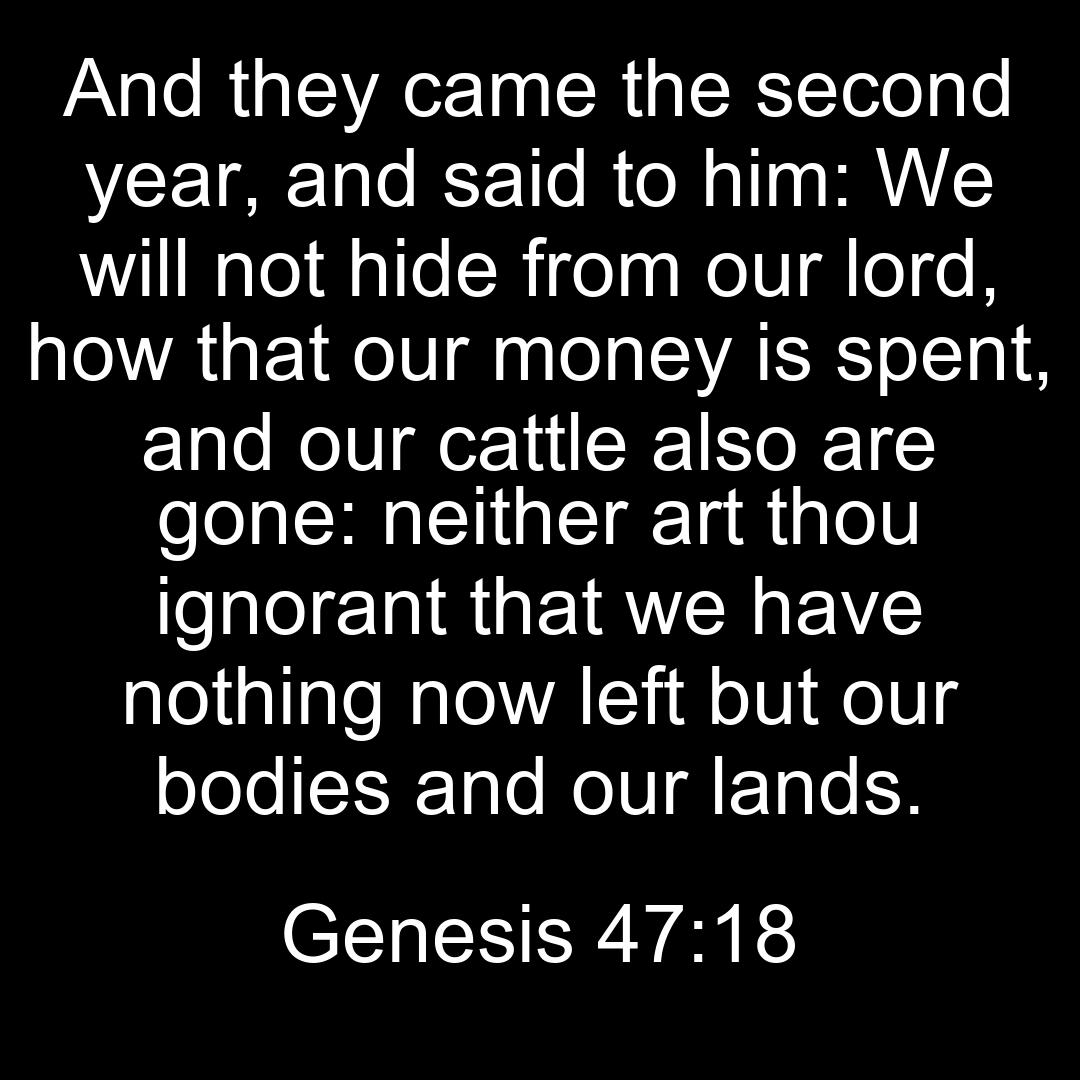 And they came the second
year, and said to him: We
will not hide from our lord,
how that our money is spent,
and our cattle also are
gone: neither art thou
ignorant that we have
nothing now left but our
bodies and our lands.
Genesis 47:18